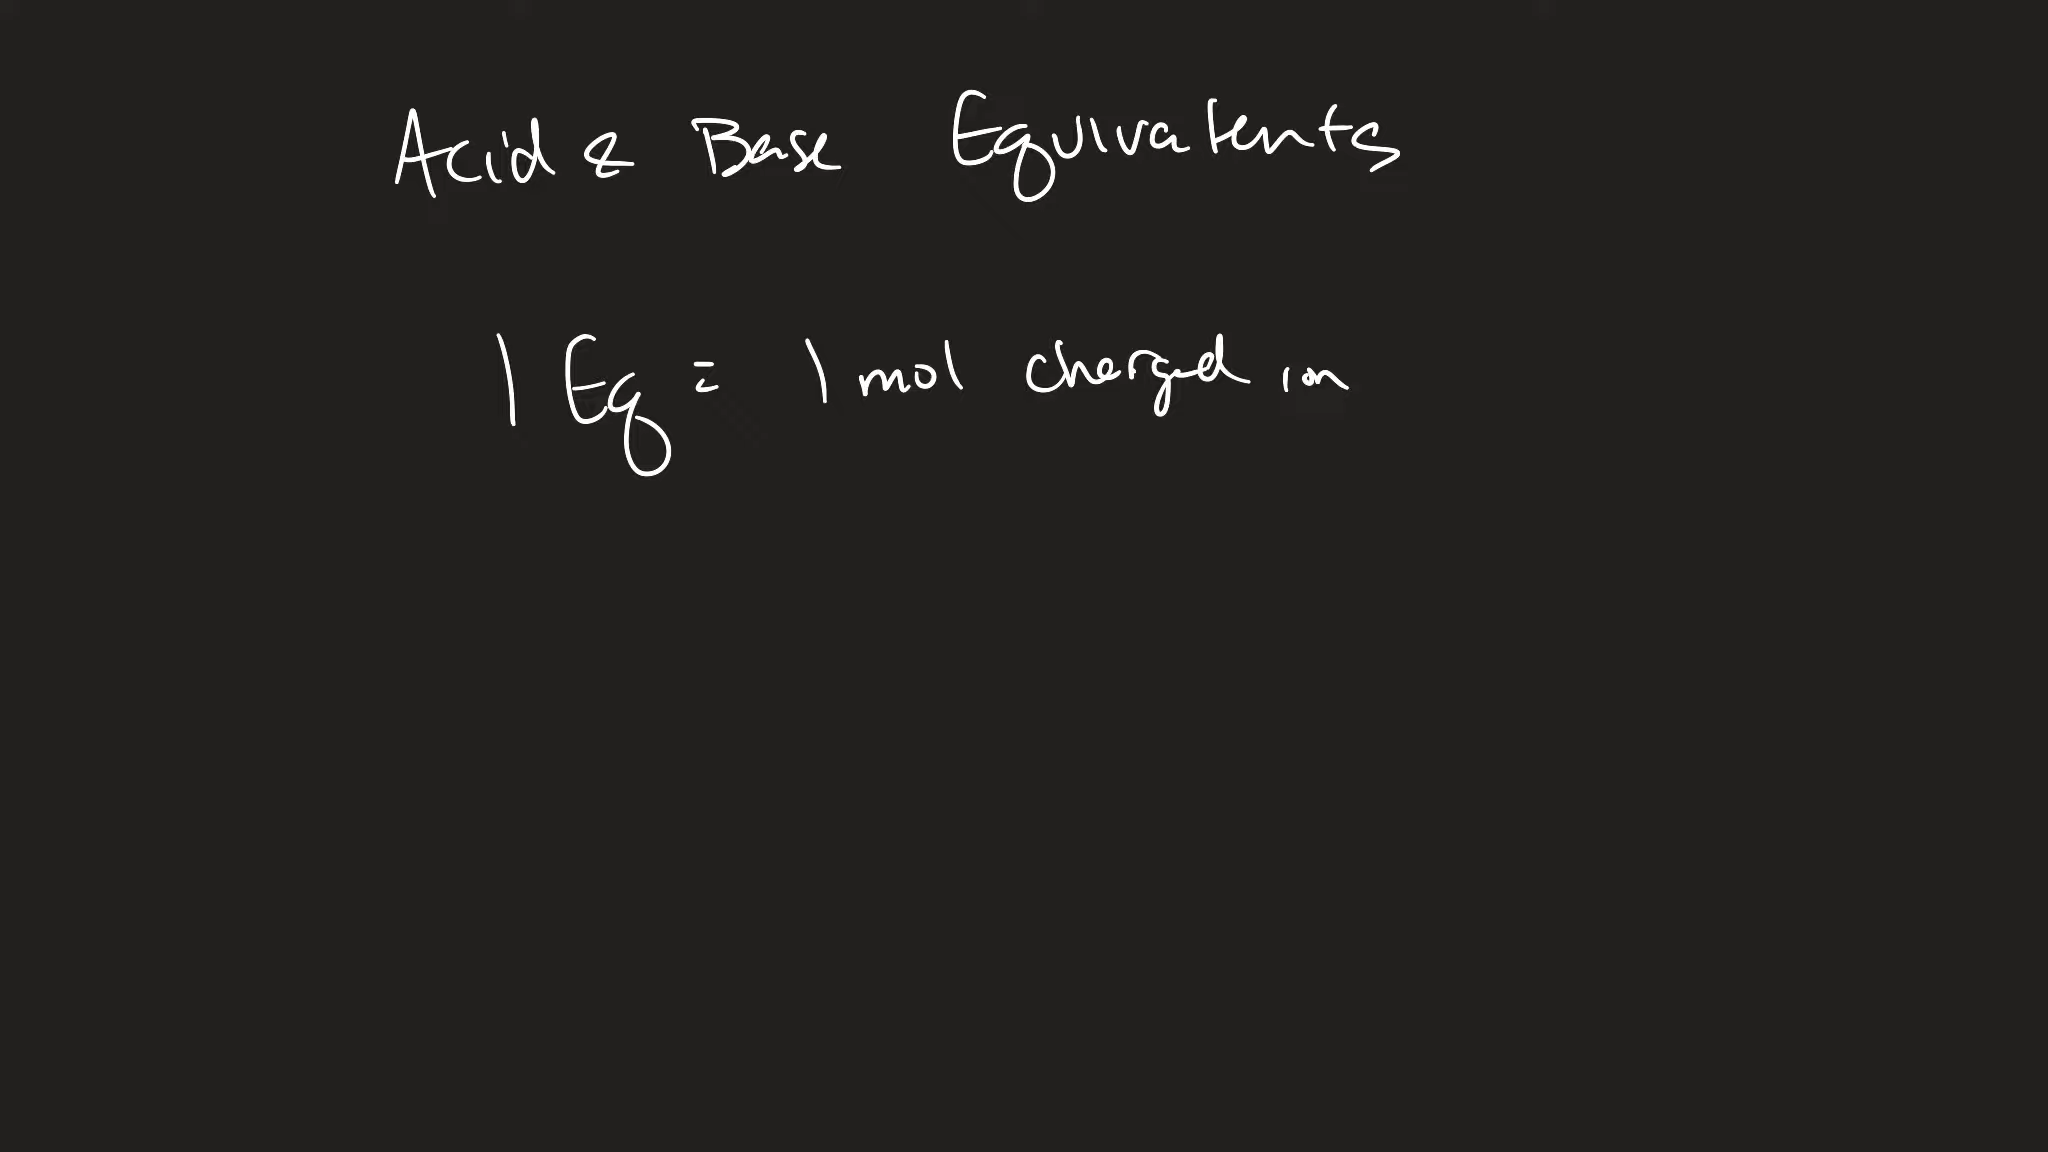 Acid & Base Equivalents
1 Eq = 1 mol charged ion